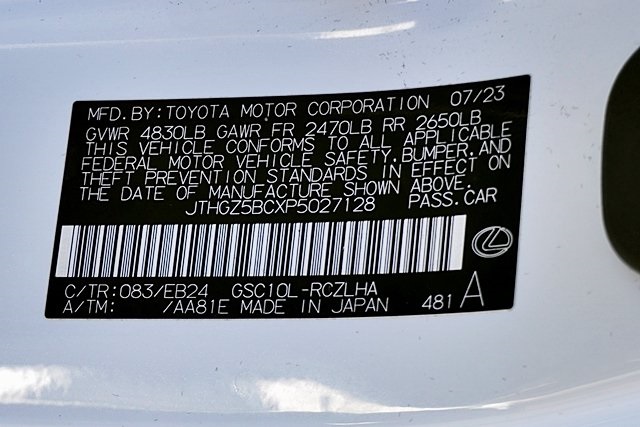 MFD. BY: TOYOTA MOTOR CORPORATION 07/23
GVWR 4830LB GAWR FR 2470LB RR 2650LB
THIS VEHICLE CONFORMS TO ALL APPLICABLE
FEDERAL MOTOR VEHICLE SAFETY, BUMPER, AND
THEFT PREVENTION STANDARDS IN EFFECT ON
THE DATE OF MANUFACTURE SHOWN ABOVE.
JTHGZ5BCXP5027128 PASS.CAR
C/TR: 083/EB24 GSC10L-RCZLHA
A/TM: /AA81E MADE IN JAPAN 481 A